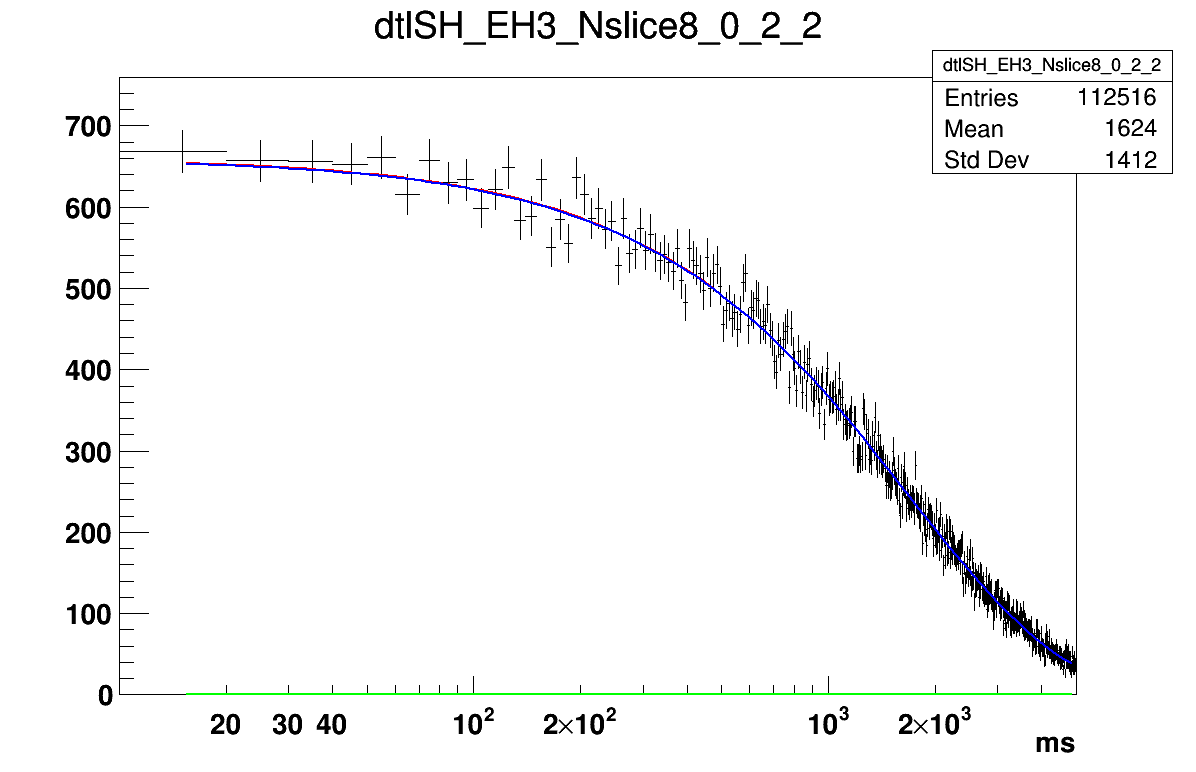 dtlSH_EH3_Nslice8_0_2_2
dtlSH_EH3_Nslice8_0_2_2
Entries 112516
Mean 1624
Std Dev 1412
700
600
500
400
300
200
100
0
20 30 40 10² 2×10² 10³ 2×10³
ms